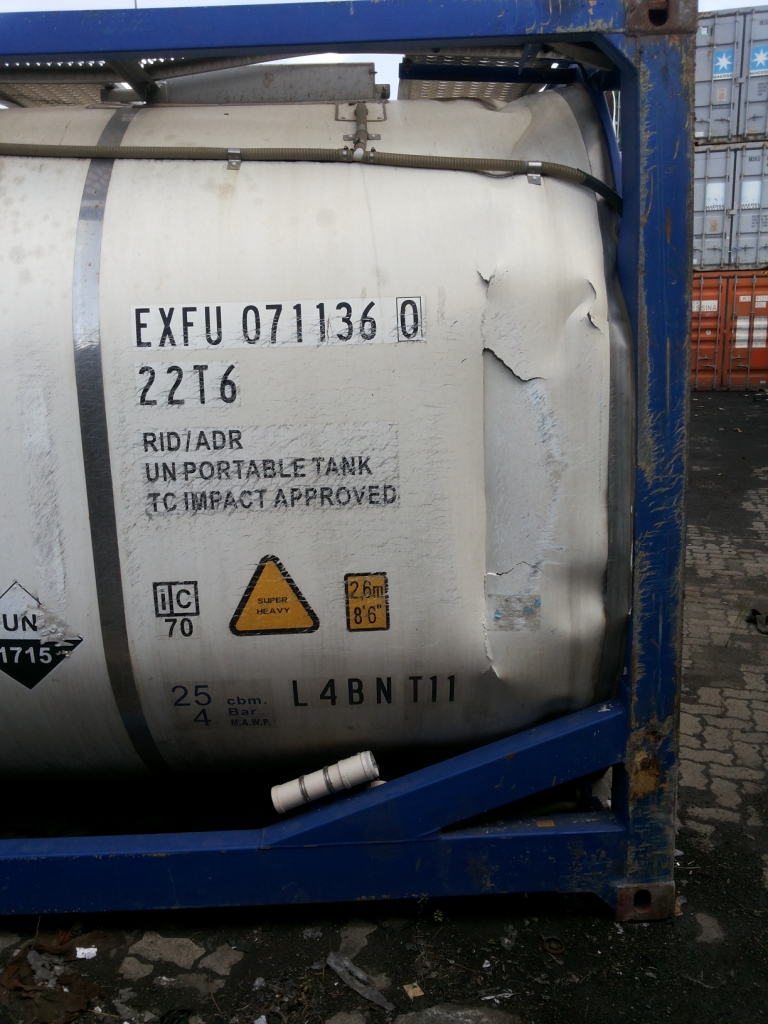 EXFU 071136 0
22T6
RID/ADR
UN PORTABLE TANK
TC IMPACT APPROVED
UN
1715
iC
70
SUPER
HEAVY
2,6m
8'6"
25 cbm.
4 Bar
M.A.W.P.
L4BN T11